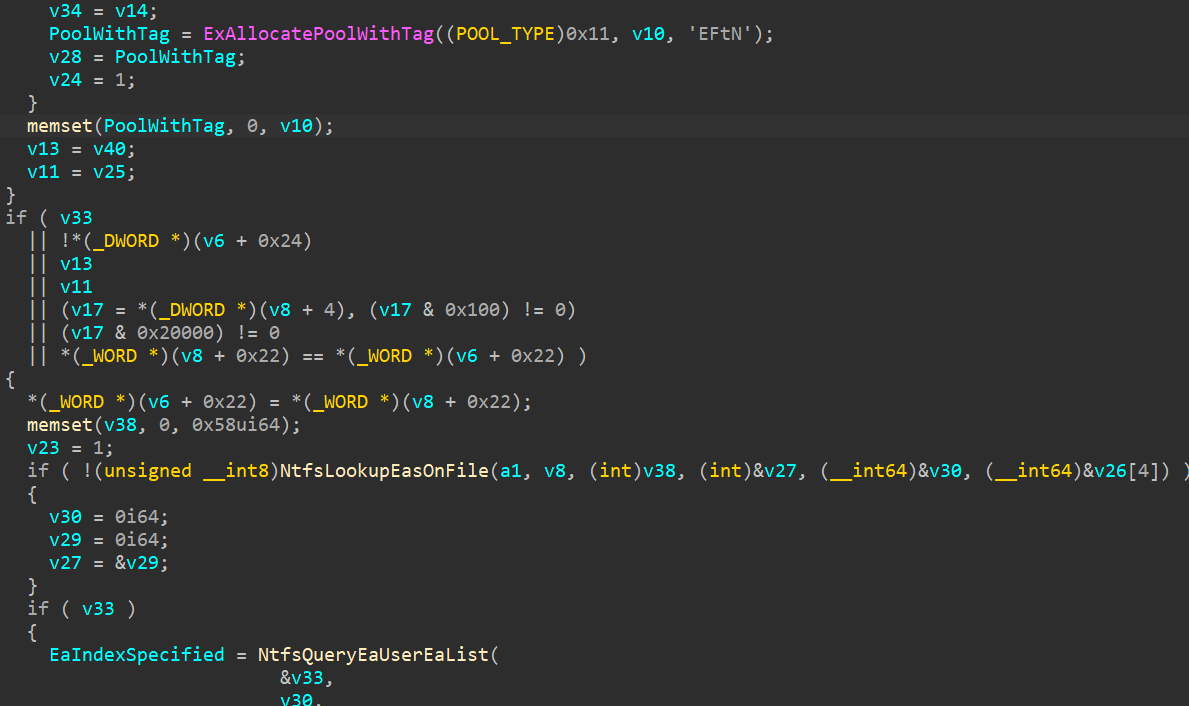 v34 = v14;
PoolWithTag = ExAllocatePoolWithTag((POOL_TYPE)0x11, v10, 'EFtN');
v28 = PoolWithTag;
v24 = 1;
}
memset(PoolWithTag, 0, v10);
v13 = v40;
v11 = v25;
}
if ( v33
|| !*(_DWORD *)(v6 + 0x24)
|| v13
|| v11
|| (v17 = *(_DWORD *)(v8 + 4), (v17 & 0x100) != 0)
|| (v17 & 0x20000) != 0
|| *(_WORD *)(v8 + 0x22) == *(_WORD *)(v6 + 0x22) )
{
*(_WORD *)(v6 + 0x22) = *(_WORD *)(v8 + 0x22);
memset(v38, 0, 0x58ui64);
v23 = 1;
if ( !(unsigned __int8)NtfsLookupEasOnFile(a1, v8, (int)v38, (int)&v27, (__int64)&v30, (__int64)&v26[4]) )
{
v30 = 0i64;
v29 = 0i64;
v27 = &v29;
}
if ( v33 )
{
EaIndexSpecified = NtfsQueryEaUserEaList(
&v33,
v30,